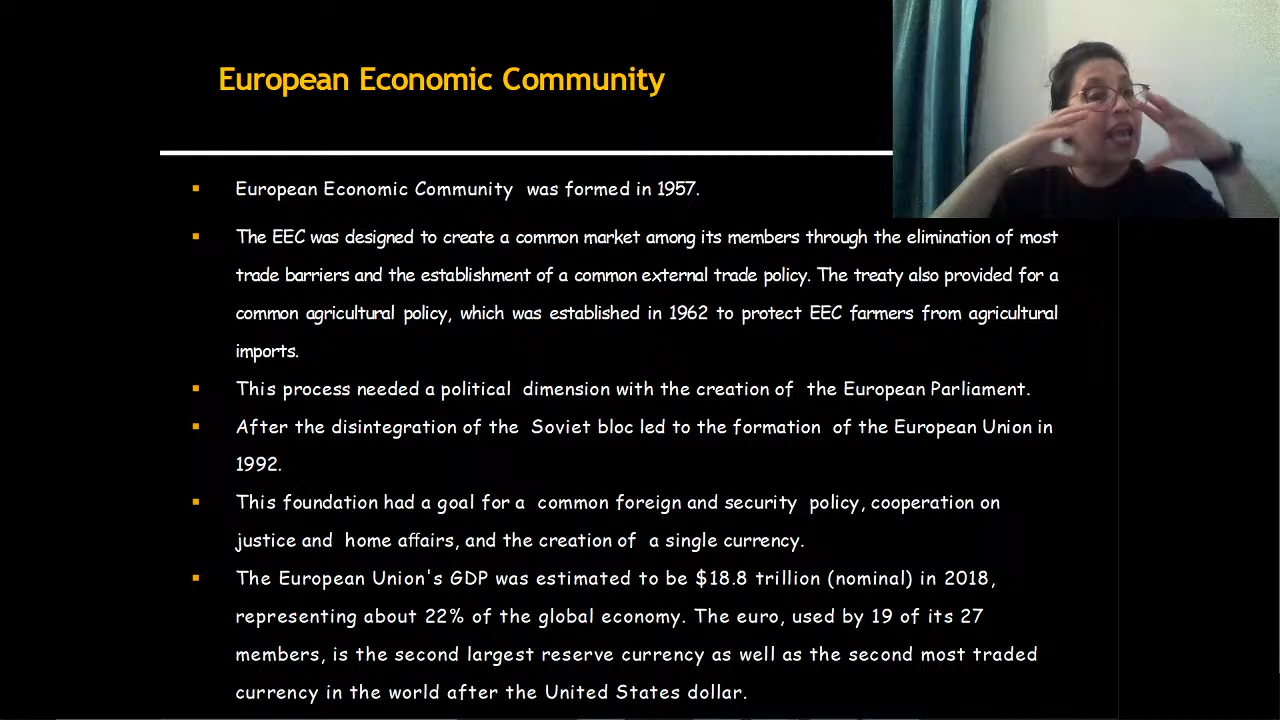 European Economic Community
European Economic Community was formed in 1957.
The EEC was designed to create a common market among its members through the elimination of most
trade barriers and the establishment of a common external trade policy. The treaty also provided for a
common agricultural policy, which was established in 1962 to protect EEC farmers from agricultural
imports.
This process needed a political dimension with the creation of the European Parliament.
After the disintegration of the Soviet bloc led to the formation of the European Union in
1992.
This foundation had a goal for a common foreign and security policy, cooperation on
justice and home affairs, and the creation of a single currency.
The European Union's GDP was estimated to be $18.8 trillion (nominal) in 2018,
representing about 22% of the global economy. The euro, used by 19 of its 27
members, is the second largest reserve currency as well as the second most traded
currency in the world after the United States dollar.